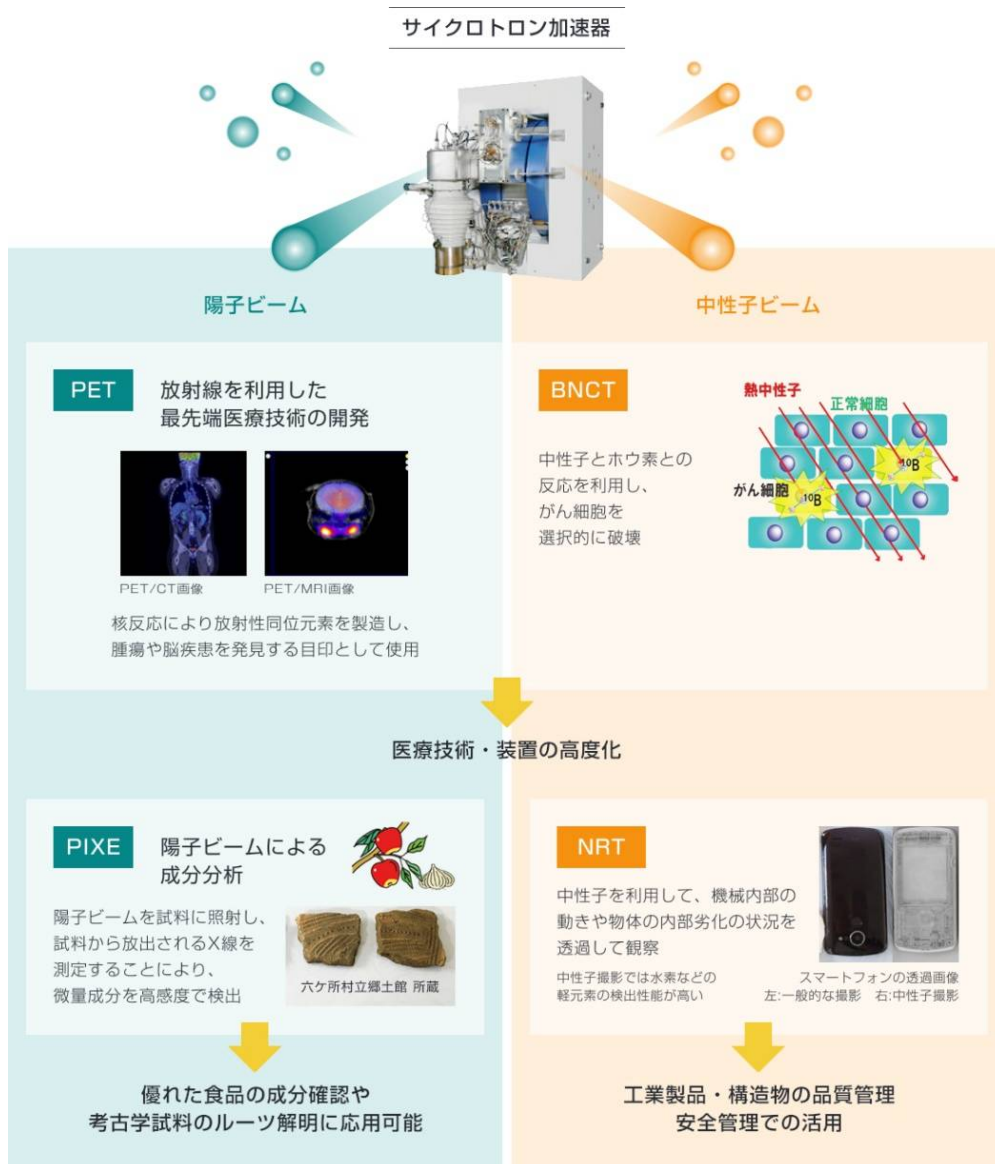 サイクロトロン加速器
陽子ビーム
PET
放射線を利用した
最先端医療技術の開発
PET/CT画像
PET/MRI画像
核反応により放射性同位元素を製造し、
腫瘍や脳疾患を発見する目印として使用
中性子ビーム
BNCT
中性子とホウ素との
反応を利用し、
がん細胞を
選択的に破壊
熱中性子
正常細胞
10B
がん細胞
10B
医療技術・装置の高度化
PIXE
陽子ビームによる
成分分析
陽子ビームを試料に照射し、
試料から放出されるX線を
測定することにより、
微量成分を高感度で検出
六ケ所村立郷土館 所蔵
優れた食品の成分確認や
考古学試料のルーツ解明に応用可能
NRT
中性子を利用して、機械内部の
動きや物体の内部劣化の状況を
透過して観察
中性子撮影では水素などの
軽元素の検出性能が高い
スマートフォンの透過画像
左:一般的な撮影 右:中性子撮影
工業製品・構造物の品質管理
安全管理での活用